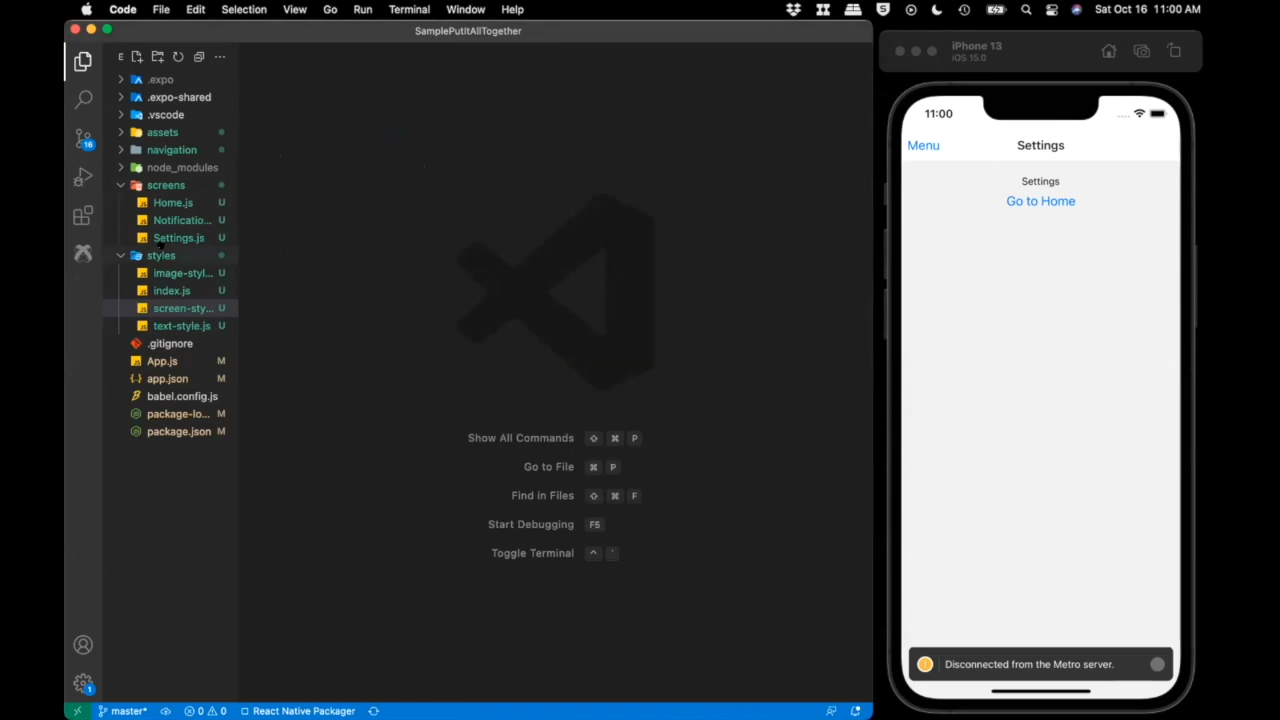 Code File Edit Selection View Go Run Terminal Window Help
Sat Oct 16 11:00 AM
SamplePutItAllTogether
E
.expo
.expo-shared
.vscode
assets
navigation
node_modules
screens
Home.js U
Notificatio... U
Settings.js U
styles
image-styl... U
index.js U
screen-sty... U
text-style.js U
.gitignore
App.js M
app.json M
babel.config.js
package-lo... M
package.json M
16
1
Show All Commands ⇧ ⌘ P
Go to File ⌘ P
Find in Files ⇧ ⌘ F
Start Debugging F5
Toggle Terminal ^ `
master* 0 0 React Native Packager
iPhone 13
iOS 15.0
11:00
Menu Settings
Settings
Go to Home
Disconnected from the Metro server.